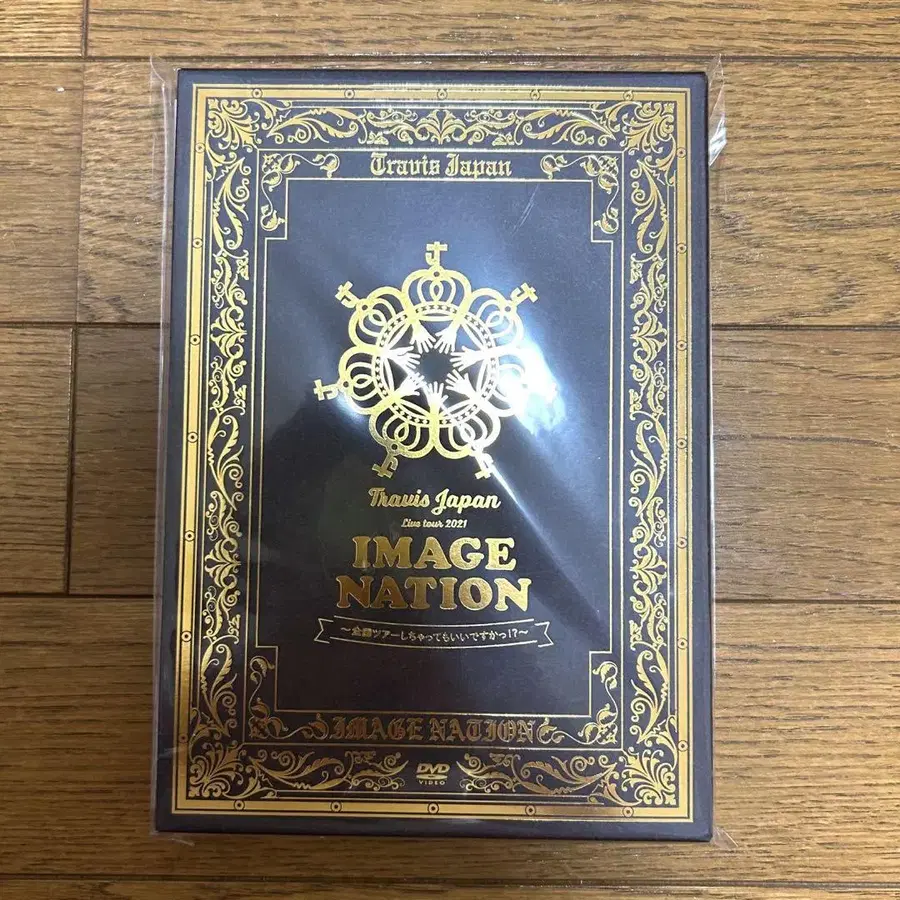 Travis Japan
Travis Japan
Live tour 2021
IMAGE
NATION
〜全国ツアーしちゃってもいいですかっ!?〜
IMAGE NATION
DVD
VIDEO